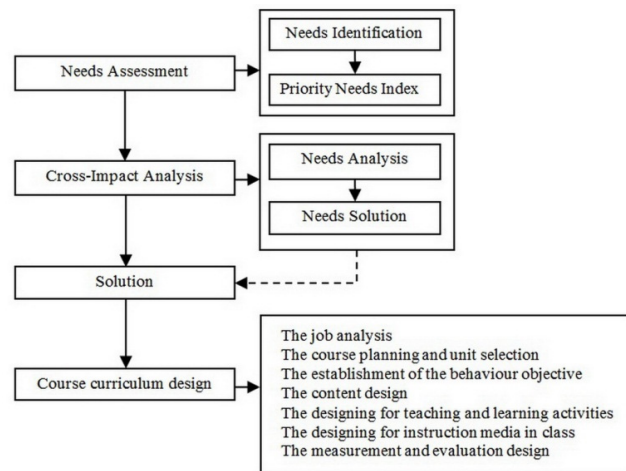 Needs Identification
Needs Assessment
Priority Needs Index
Needs Analysis
Cross-Impact Analysis
Needs Solution
Solution
The job analysis
The course planning and unit selection
The establishment of the behaviour objective
Course curriculum design
The content design
The designing for teaching and learning activities
The designing for instruction media in class
The measurement and evaluation design